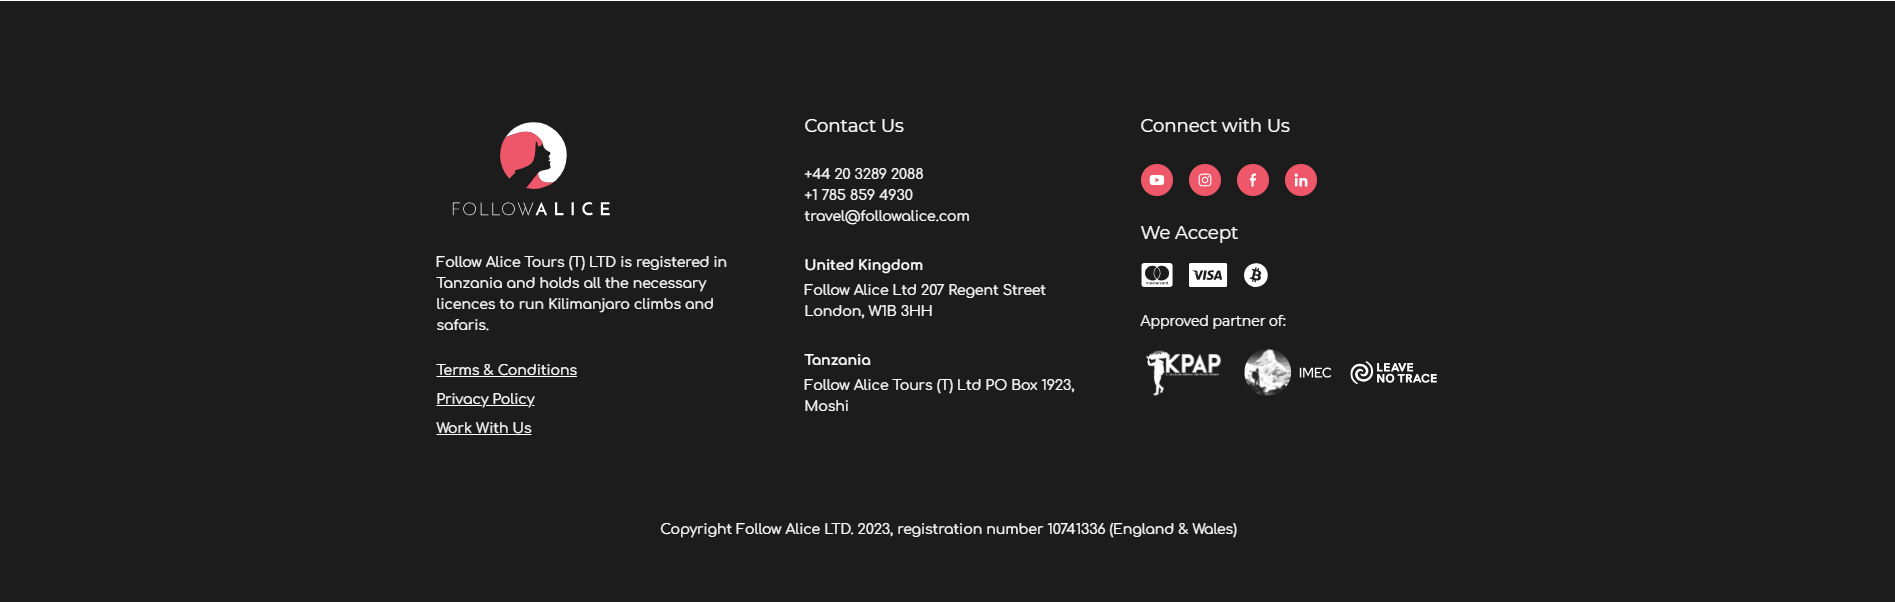 FOLLOWALICE
Follow Alice Tours (T) LTD is registered in
Tanzania and holds all the necessary
licences to run Kilimanjaro climbs and
safaris.
Terms & Conditions
Privacy Policy
Work With Us
Contact Us
+44 20 3289 2088
+1 785 859 4930
travel@followalice.com
United Kingdom
Follow Alice Ltd 207 Regent Street
London, W1B 3HH
Tanzania
Follow Alice Tours (T) Ltd PO Box 1923,
Moshi
Connect with Us
We Accept
mastercard
VISA
Approved partner of:
KPAP
IMEC
LEAVE
NO TRACE
Copyright Follow Alice LTD. 2023, registration number 10741336 (England & Wales)